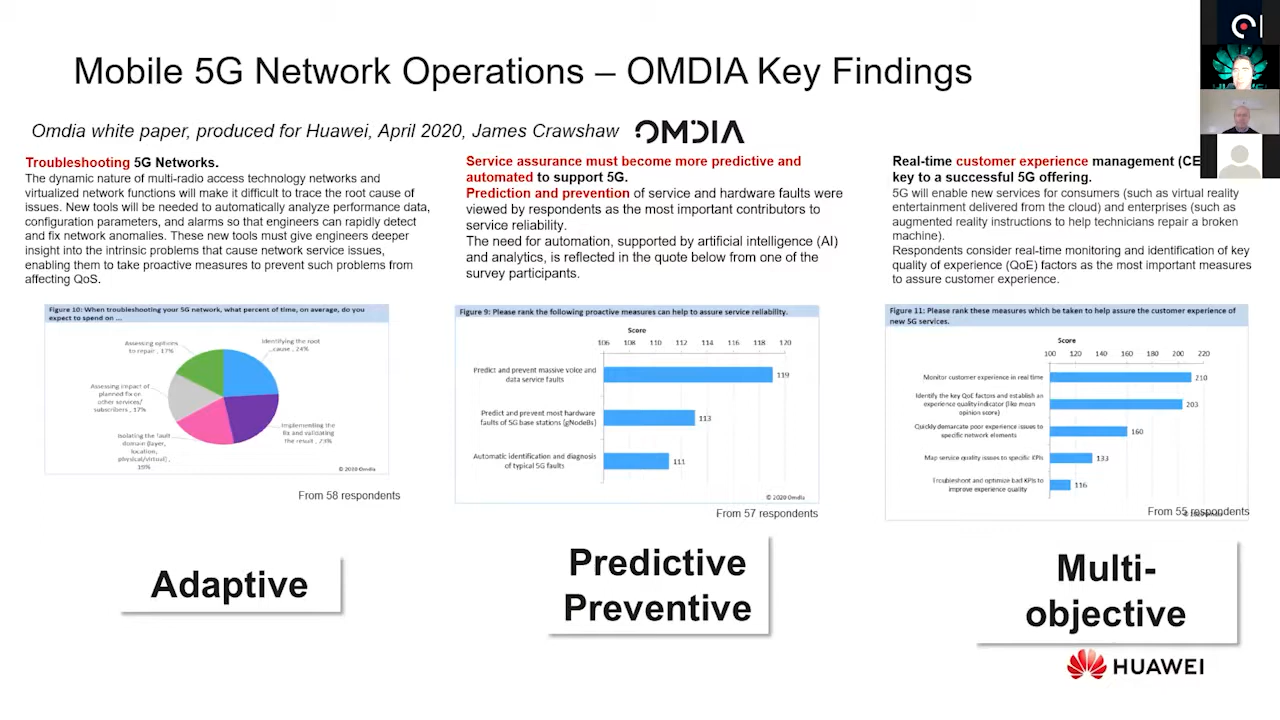 Mobile 5G Network Operations – OMDIA Key Findings
Omdia white paper, produced for Huawei, April 2020, James Crawshaw
OMDIA
Troubleshooting 5G Networks.
The dynamic nature of multi-radio access technology networks and
virtualized network functions will make it difficult to trace the root cause of
issues. New tools will be needed to automatically analyze performance data,
configuration parameters, and alarms so that engineers can rapidly detect
and fix network anomalies. These new tools must give engineers deeper
insight into the intrinsic problems that cause network service issues,
enabling them to take proactive measures to prevent such problems from
affecting QoS.
Figure 10: When troubleshooting your 5G network, what percent of time, on average, do you
expect to spend on ...
Assessing options
to repair , 17%
Identifying the root
cause , 24%
Assessing impact of
planned fix on
other services/
subscribers , 17%
Implementing the
fix and validating
the result , 23%
Isolating the fault
domain (layer,
location,
physical/virtual) ,
19%
© 2020 Omdia
From 58 respondents
Adaptive
Service assurance must become more predictive and
automated to support 5G.
Prediction and prevention of service and hardware faults were
viewed by respondents as the most important contributors to
service reliability.
The need for automation, supported by artificial intelligence (AI)
and analytics, is reflected in the quote below from one of the
survey participants.
Figure 9: Please rank the following proactive measures can help to assure service reliability.
Score
106 108 110 112 114 116 118 120
Predict and prevent massive voice and
data service faults
119
Predict and prevent most hardware
faults of 5G base stations (gNodeBs)
113
Automatic identification and diagnosis
of typical 5G faults
111
© 2020 Omdia
From 57 respondents
Predictive
Preventive
Real-time customer experience management (CE
key to a successful 5G offering.
5G will enable new services for consumers (such as virtual reality
entertainment delivered from the cloud) and enterprises (such as
augmented reality instructions to help technicians repair a broken
machine).
Respondents consider real-time monitoring and identification of key
quality of experience (QoE) factors as the most important measures
to assure customer experience.
Figure 11: Please rank these measures which be taken to help assure the customer experience of
new 5G services.
Score
100 120 140 160 180 200 220
Monitor customer experience in real time
210
Identify the key QoE factors and establish an
experience quality indicator (like mean
opinion score)
203
Quickly demarcate poor experience issues to
specific network elements
160
Map service quality issues to specific KPIs
133
Troubleshoot and optimize bad KPIs to
improve experience quality
116
© 2020 Omdia
From 55 respondents
Multi-
objective
HUAWEI